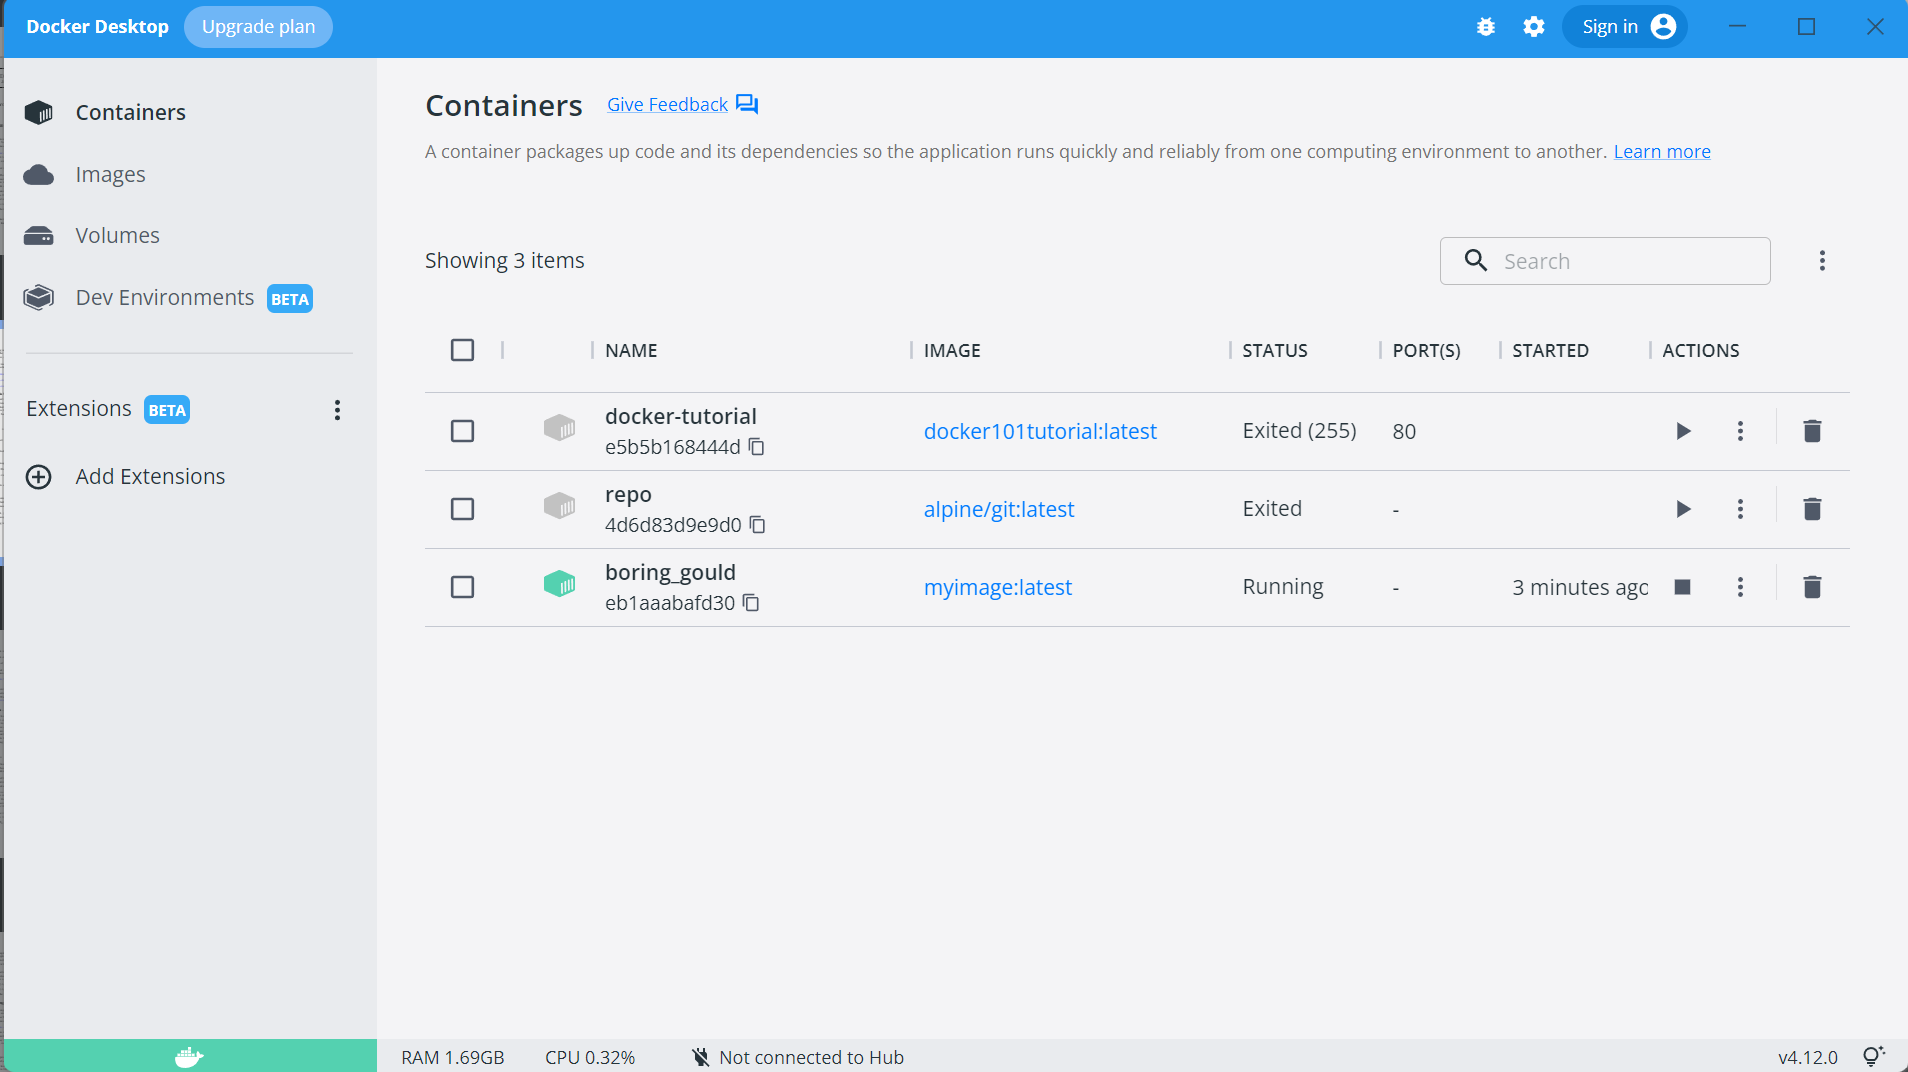 Docker Desktop Upgrade plan Sign in
Containers
Images
Volumes
Dev Environments BETA
Extensions BETA
Add Extensions
Containers Give Feedback
A container packages up code and its dependencies so the application runs quickly and reliably from one computing environment to another. Learn more
Showing 3 items Search
NAME IMAGE STATUS PORT(S) STARTED ACTIONS
docker-tutorial
e5b5b168444d docker101tutorial:latest Exited (255) 80
repo
4d6d83d9e9d0 alpine/git:latest Exited -
boring_gould
eb1aaabafd30 myimage:latest Running - 3 minutes ago
RAM 1.69GB CPU 0.32% Not connected to Hub v4.12.0